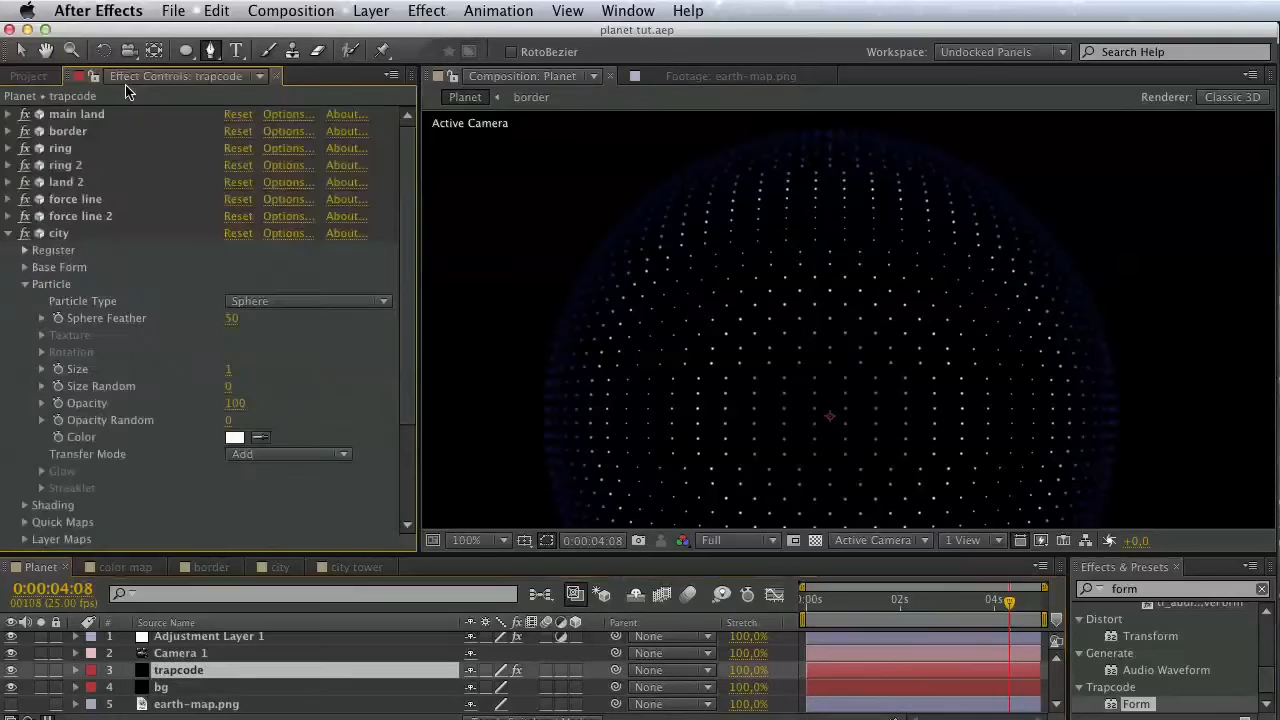 After Effects File Edit Composition Layer Effect Animation View Window Help
planet tut.aep
RotoBezier Workspace: Undocked Panels Search Help
Project Effect Controls: trapcode Composition: Planet Footage: earth-map.png
Planet • trapcode Planet border Renderer: Classic 3D
main land Reset Options... About...
Active Camera
border Reset Options... About...
ring Reset Options... About...
ring 2 Reset Options... About...
land 2 Reset Options... About...
force line Reset Options... About...
force line 2 Reset Options... About...
city Reset Options... About...
Register
Base Form
Particle
Particle Type Sphere
Sphere Feather 50
Texture
Rotation
Size 1
Size Random 0
Opacity 100
Opacity Random 0
Color
Transfer Mode Add
Glow
Streaklet
Shading
Quick Maps
Layer Maps
100% 0:00:04:08 Full Active Camera 1 View +0,0
Planet color map border city city tower Effects & Presets
0:00:04:08
00108 (25.00 fps)
form
:00s 02s 04s
Source Name Parent Stretch
Distort
Transform
Generate
Audio Waveform
Trapcode
Form
1 Adjustment Layer 1 None 100,0%
2 Camera 1 None 100,0%
3 trapcode None 100,0%
4 bg None 100,0%
5 earth-map.png None 100,0%